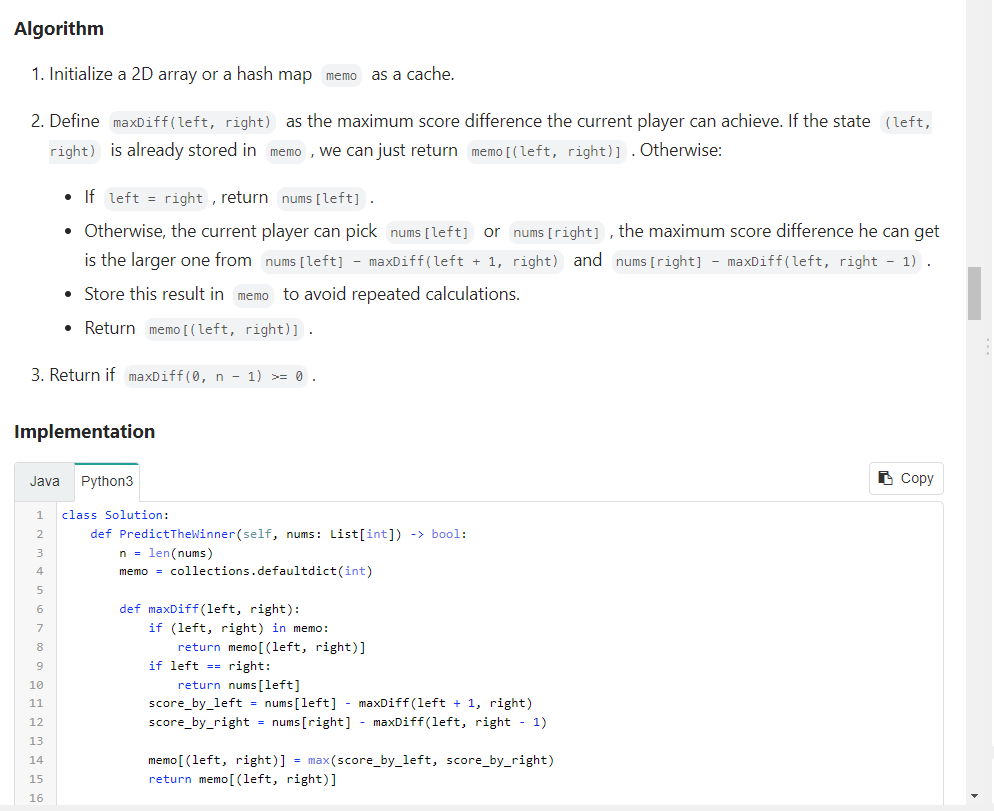 Algorithm
1. Initialize a 2D array or a hash map memo as a cache.
2. Define maxDiff(left, right) as the maximum score difference the current player can achieve. If the state (left,
right) is already stored in memo , we can just return memo[(left, right)] . Otherwise:
• If left = right , return nums[left] .
• Otherwise, the current player can pick nums[left] or nums[right] , the maximum score difference he can get
is the larger one from nums[left] − maxDiff(left + 1, right) and nums[right] − maxDiff(left, right − 1) .
• Store this result in memo to avoid repeated calculations.
• Return memo[(left, right)] .
3. Return if maxDiff(0, n − 1) >= 0 .
Implementation
Java Python3 Copy
1 class Solution:
2     def PredictTheWinner(self, nums: List[int]) -> bool:
3         n = len(nums)
4         memo = collections.defaultdict(int)
5
6         def maxDiff(left, right):
7             if (left, right) in memo:
8                 return memo[(left, right)]
9             if left == right:
10                 return nums[left]
11             score_by_left = nums[left] - maxDiff(left + 1, right)
12             score_by_right = nums[right] - maxDiff(left, right - 1)
13
14             memo[(left, right)] = max(score_by_left, score_by_right)
15             return memo[(left, right)]
16